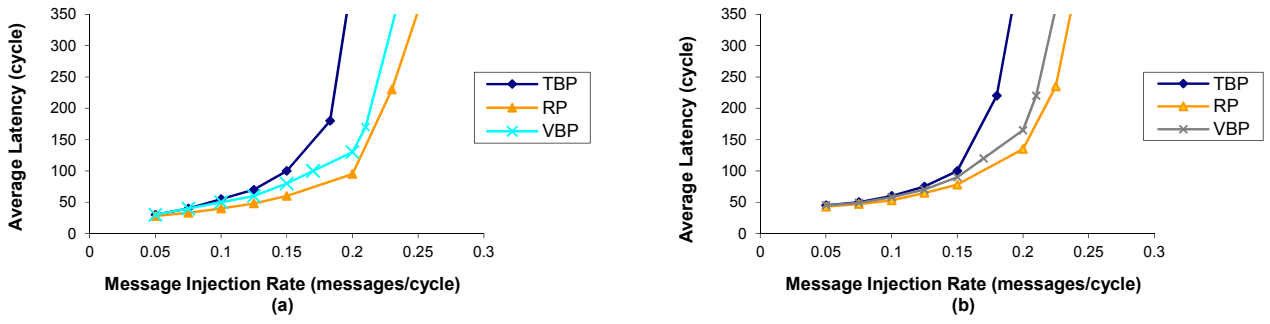 350
300
250
200
150
100
50
0
Average Latency (cycle)
0 0.05 0.1 0.15 0.2 0.25 0.3
Message Injection Rate (messages/cycle)
(a)
TBP
RP
VBP
350
300
250
200
150
100
50
0
Average Latency (cycle)
0 0.05 0.1 0.15 0.2 0.25 0.3
Message Injection Rate (messages/cycle)
(b)
TBP
RP
VBP